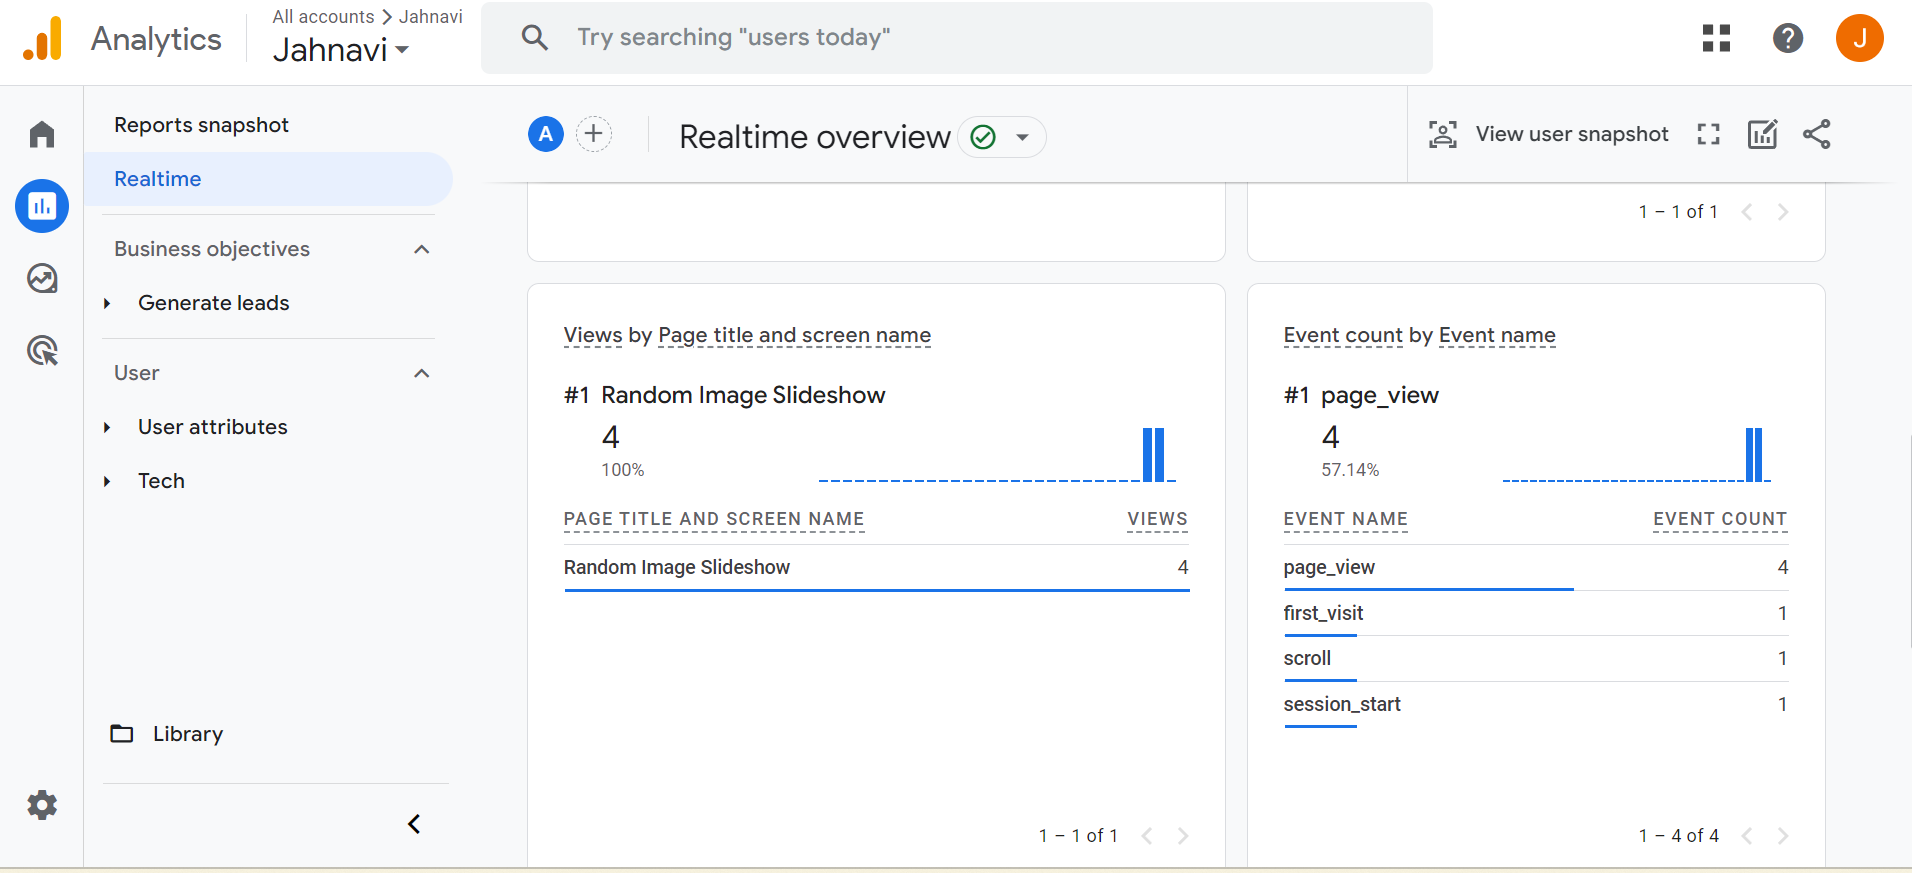 Analytics
All accounts > Jahnavi
Jahnavi
Try searching "users today"
J
Reports snapshot
Realtime
Business objectives
Generate leads
User
User attributes
Tech
Library
A
Realtime overview
View user snapshot
1 – 1 of 1
Views by Page title and screen name
#1 Random Image Slideshow
4
100%
PAGE TITLE AND SCREEN NAME VIEWS
Random Image Slideshow 4
1 – 1 of 1
Event count by Event name
#1 page_view
4
57.14%
EVENT NAME EVENT COUNT
page_view 4
first_visit 1
scroll 1
session_start 1
1 – 4 of 4